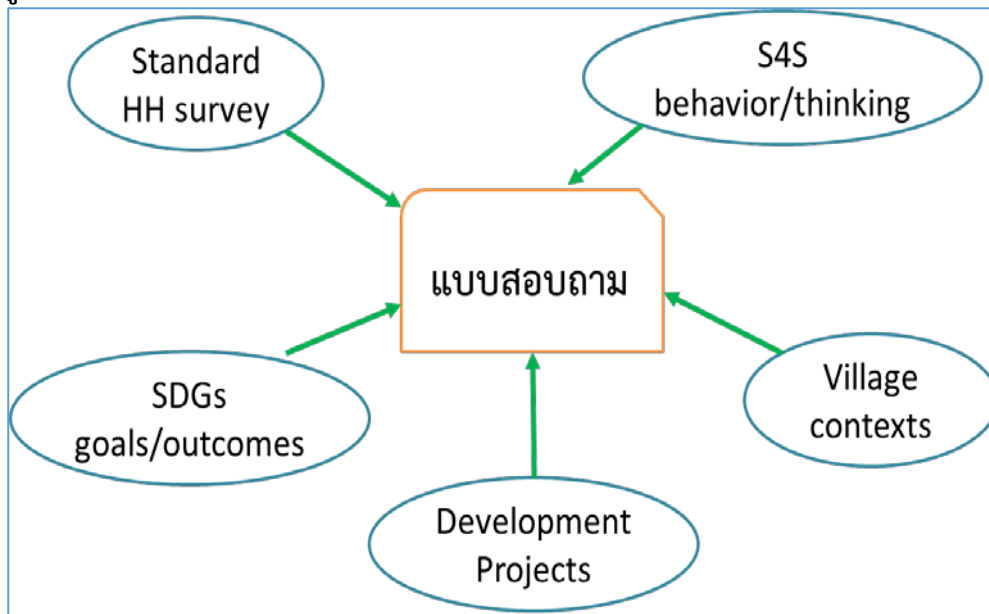 Standard
HH survey
S4S
behavior/thinking
แบบสอบถาม
SDGs
goals/outcomes
Village
contexts
Development
Projects